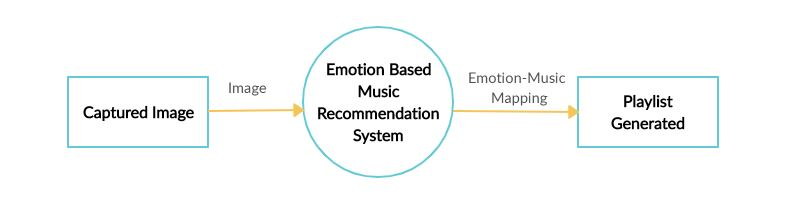 Captured Image
Image
Emotion Based
Music
Recommendation
System
Emotion-Music
Mapping
Playlist
Generated